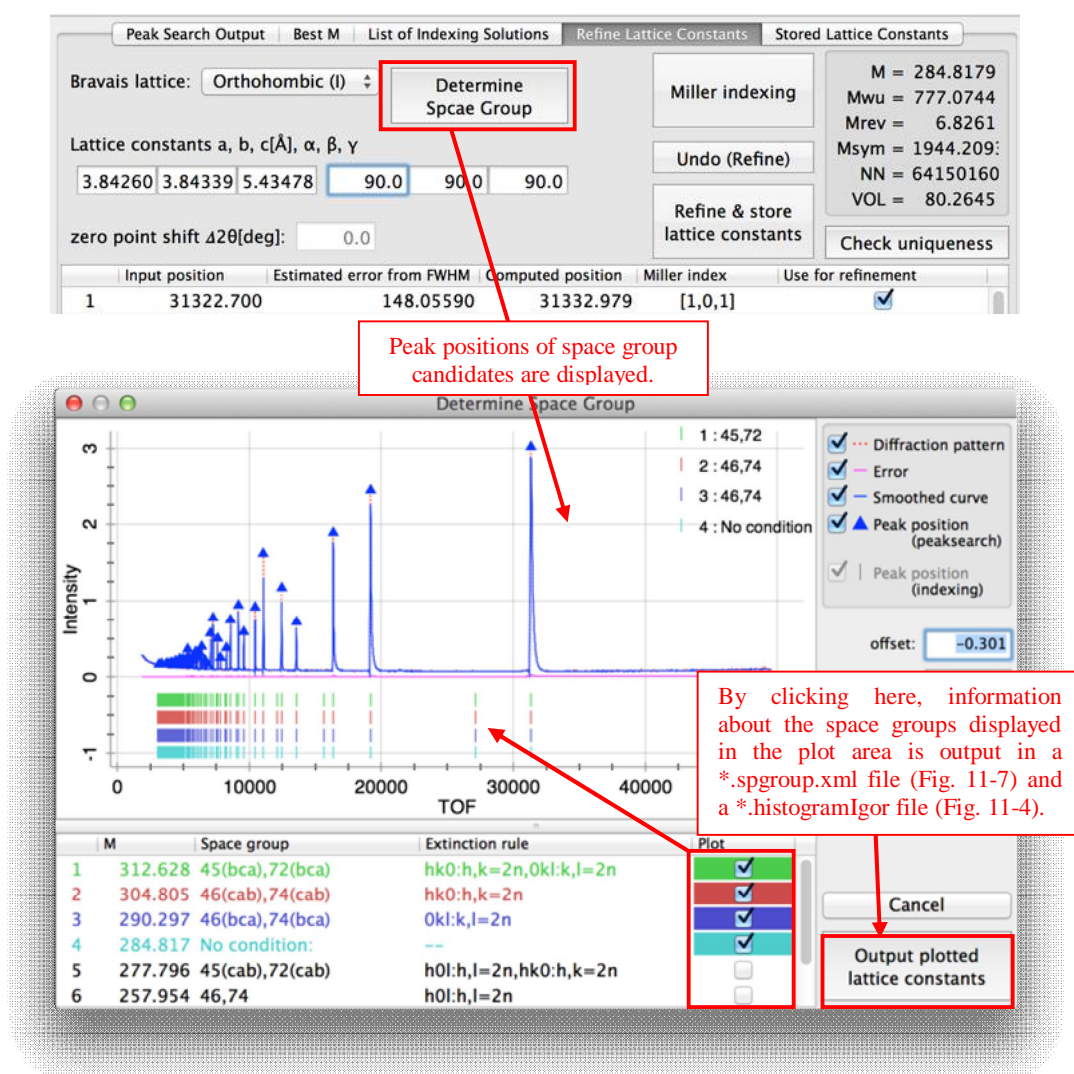 Peak Search Output Best M List of Indexing Solutions Refine Lattice Constants Stored Lattice Constants
Bravais lattice: Orthohombic (I)
Determine
Spcae Group
Miller indexing
M = 284.8179
Mwu = 777.0744
Mrev = 6.8261
Msym = 1944.209
NN = 64150160
VOL = 80.2645
Lattice constants a, b, c[Å], α, β, γ
3.84260 3.84339 5.43478 90.0 90.0 90.0
Undo (Refine)
Refine & store
lattice constants
zero point shift Δ2θ[deg]: 0.0
Check uniqueness
Input position Estimated error from FWHM Computed position Miller index Use for refinement
1 31322.700 148.05590 31332.979 [1,0,1]
Peak positions of space group
candidates are displayed.
Determine Space Group
1 : 45,72
2 : 46,74
3 : 46,74
4 : No condition
Diffraction pattern
Error
Smoothed curve
Peak position
(peaksearch)
Peak position
(indexing)
offset: -0.301
Intensity
3
2
1
0
-1
0 10000 20000 30000 40000
TOF
By clicking here, information
about the space groups displayed
in the plot area is output in a
*.spgroup.xml file (Fig. 11-7) and
a *.histogramIgor file (Fig. 11-4).
M Space group Extinction rule Plot
1 312.628 45(bca),72(bca) hk0:h,k=2n,0kl:k,l=2n
2 304.805 46(cab),74(cab) hk0:h,k=2n
3 290.297 46(bca),74(bca) 0kl:k,l=2n
4 284.817 No condition: --
5 277.796 45(cab),72(cab) h0l:h,l=2n,hk0:h,k=2n
6 257.954 46,74 h0l:h,l=2n
Cancel
Output plotted
lattice constants